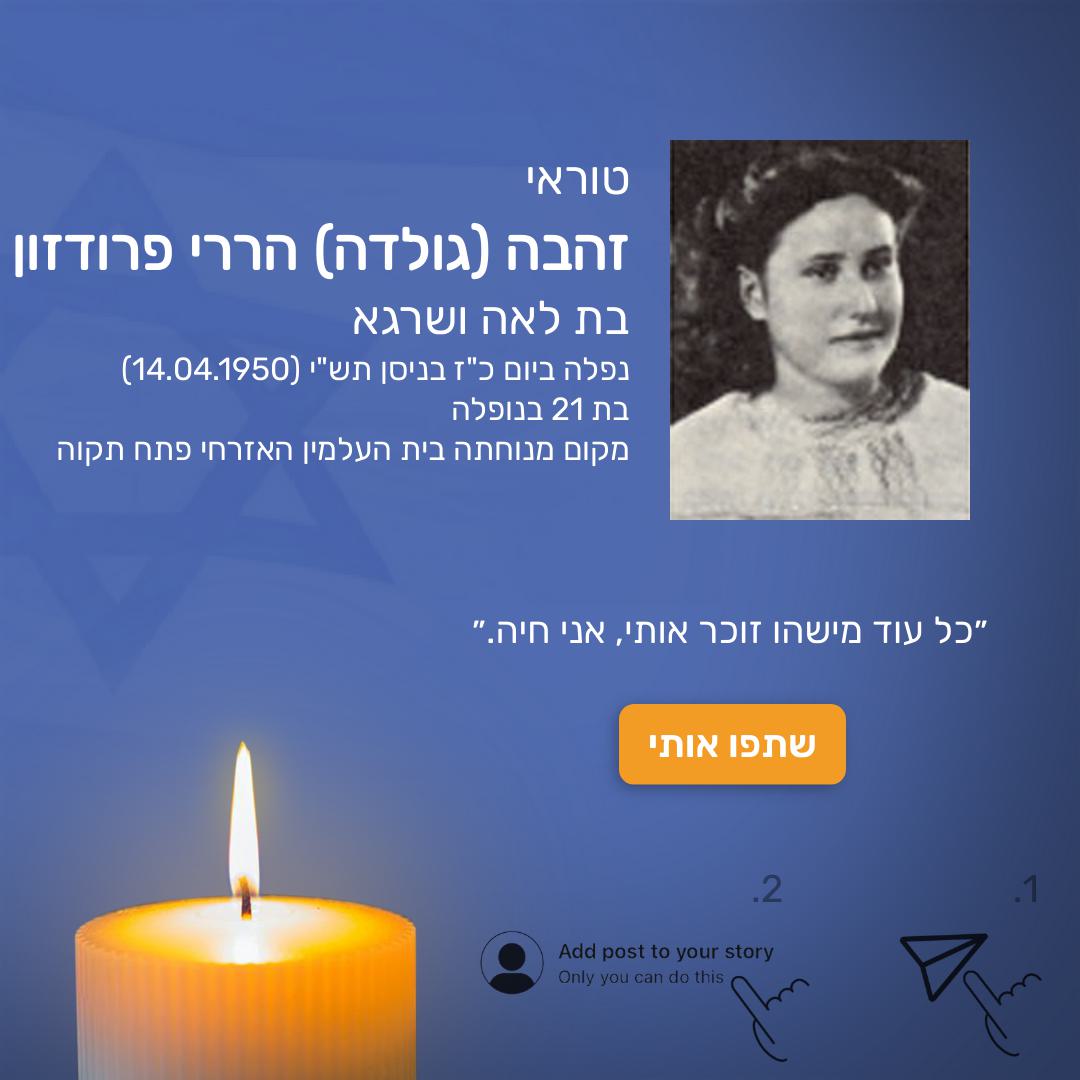 טוראי
זהבה (גולדה) הררי פרודזון
בת לאה ושרגא
נפלה ביום כ"ז בניסן תש"י (14.04.1950)
בת 21 בנופלה
מקום מנוחתה בית העלמין האזרחי פתח תקוה
״כל עוד מישהו זוכר אותי, אני חיה.״
שתפו אותי
.1
.2
Add post to your story
Only you can do this